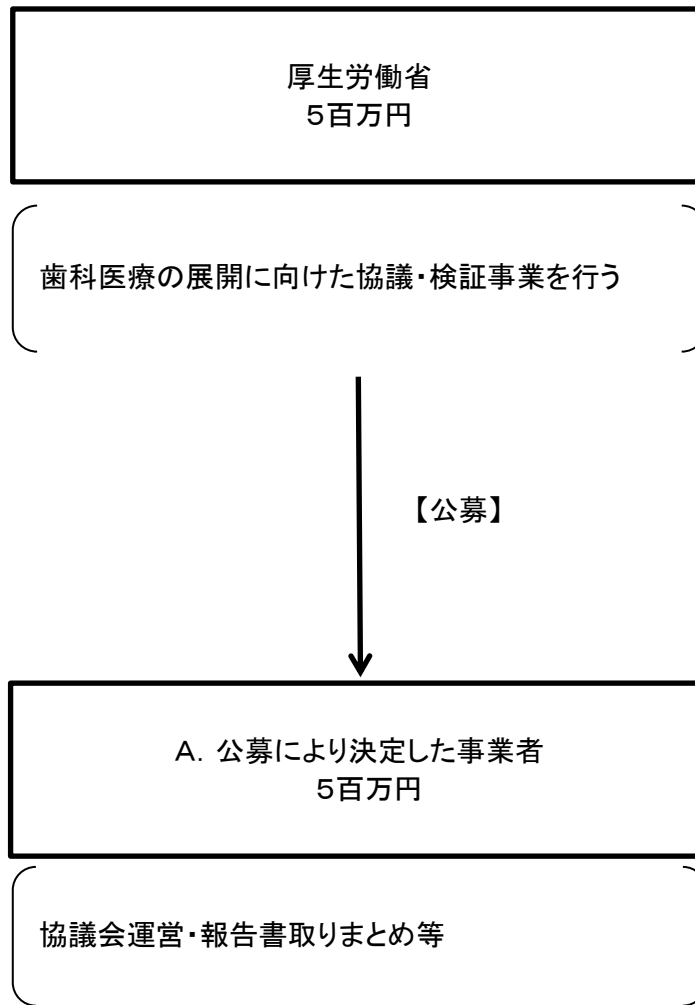 厚生労働省
５百万円
歯科医療の展開に向けた協議・検証事業を行う
【公募】
Ａ．公募により決定した事業者
５百万円
協議会運営・報告書取りまとめ等